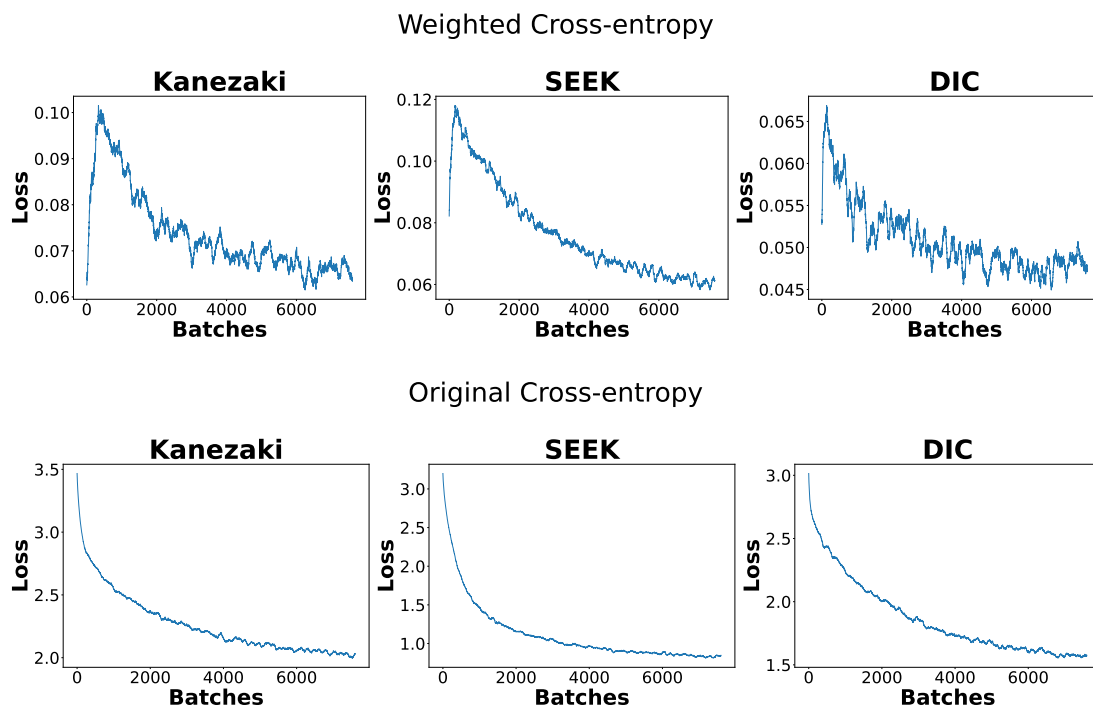 Weighted Cross-entropy
Kanezaki
SEEK
DIC
0.10
0.09
0.08
0.07
0.06
Loss
0 2000 4000 6000
Batches
0.12
0.10
0.08
0.06
Loss
0 2000 4000 6000
Batches
0.065
0.060
0.055
0.050
0.045
Loss
0 2000 4000 6000
Batches
Original Cross-entropy
Kanezaki
SEEK
DIC
3.5
3.0
2.5
2.0
Loss
0 2000 4000 6000
Batches
3.0
2.5
2.0
1.5
1.0
Loss
0 2000 4000 6000
Batches
3.0
2.5
2.0
1.5
Loss
0 2000 4000 6000
Batches